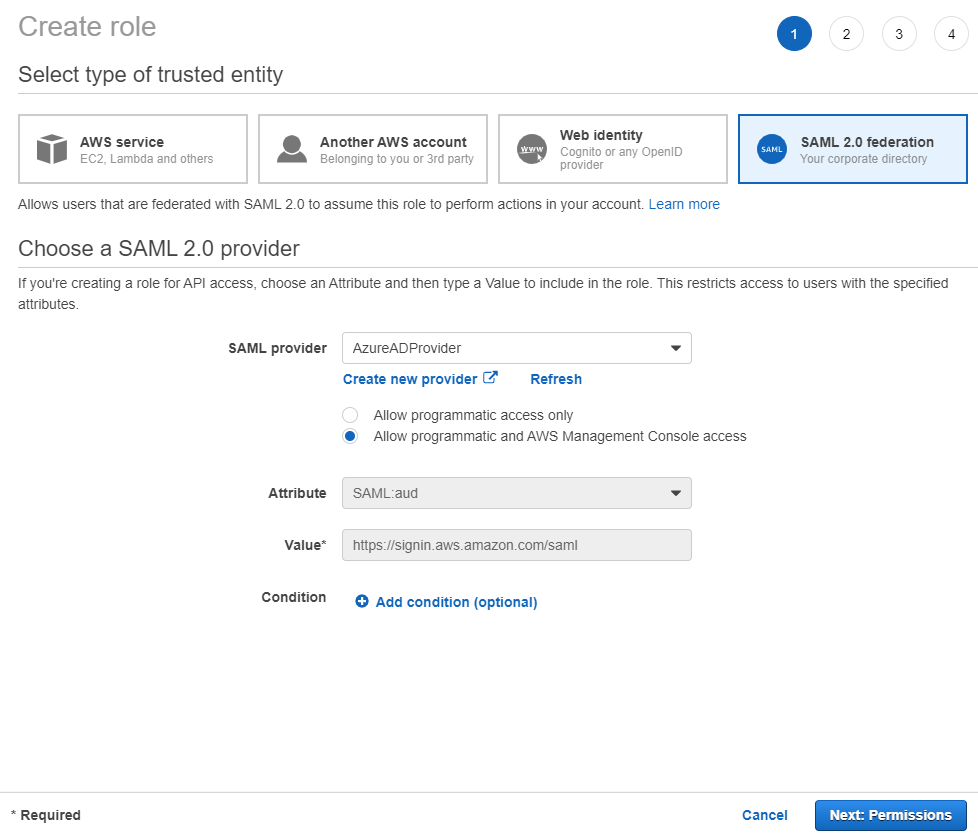 Create role
1 2 3 4
Select type of trusted entity
AWS service
EC2, Lambda and others
Another AWS account
Belonging to you or 3rd party
www
Web identity
Cognito or any OpenID
provider
SAML
SAML 2.0 federation
Your corporate directory
Allows users that are federated with SAML 2.0 to assume this role to perform actions in your account. Learn more
Choose a SAML 2.0 provider
If you're creating a role for API access, choose an Attribute and then type a Value to include in the role. This restricts access to users with the specified
attributes.
SAML provider AzureADProvider
Create new provider Refresh
Allow programmatic access only
Allow programmatic and AWS Management Console access
Attribute SAML:aud
Value* https://signin.aws.amazon.com/saml
Condition Add condition (optional)
* Required Cancel Next: Permissions